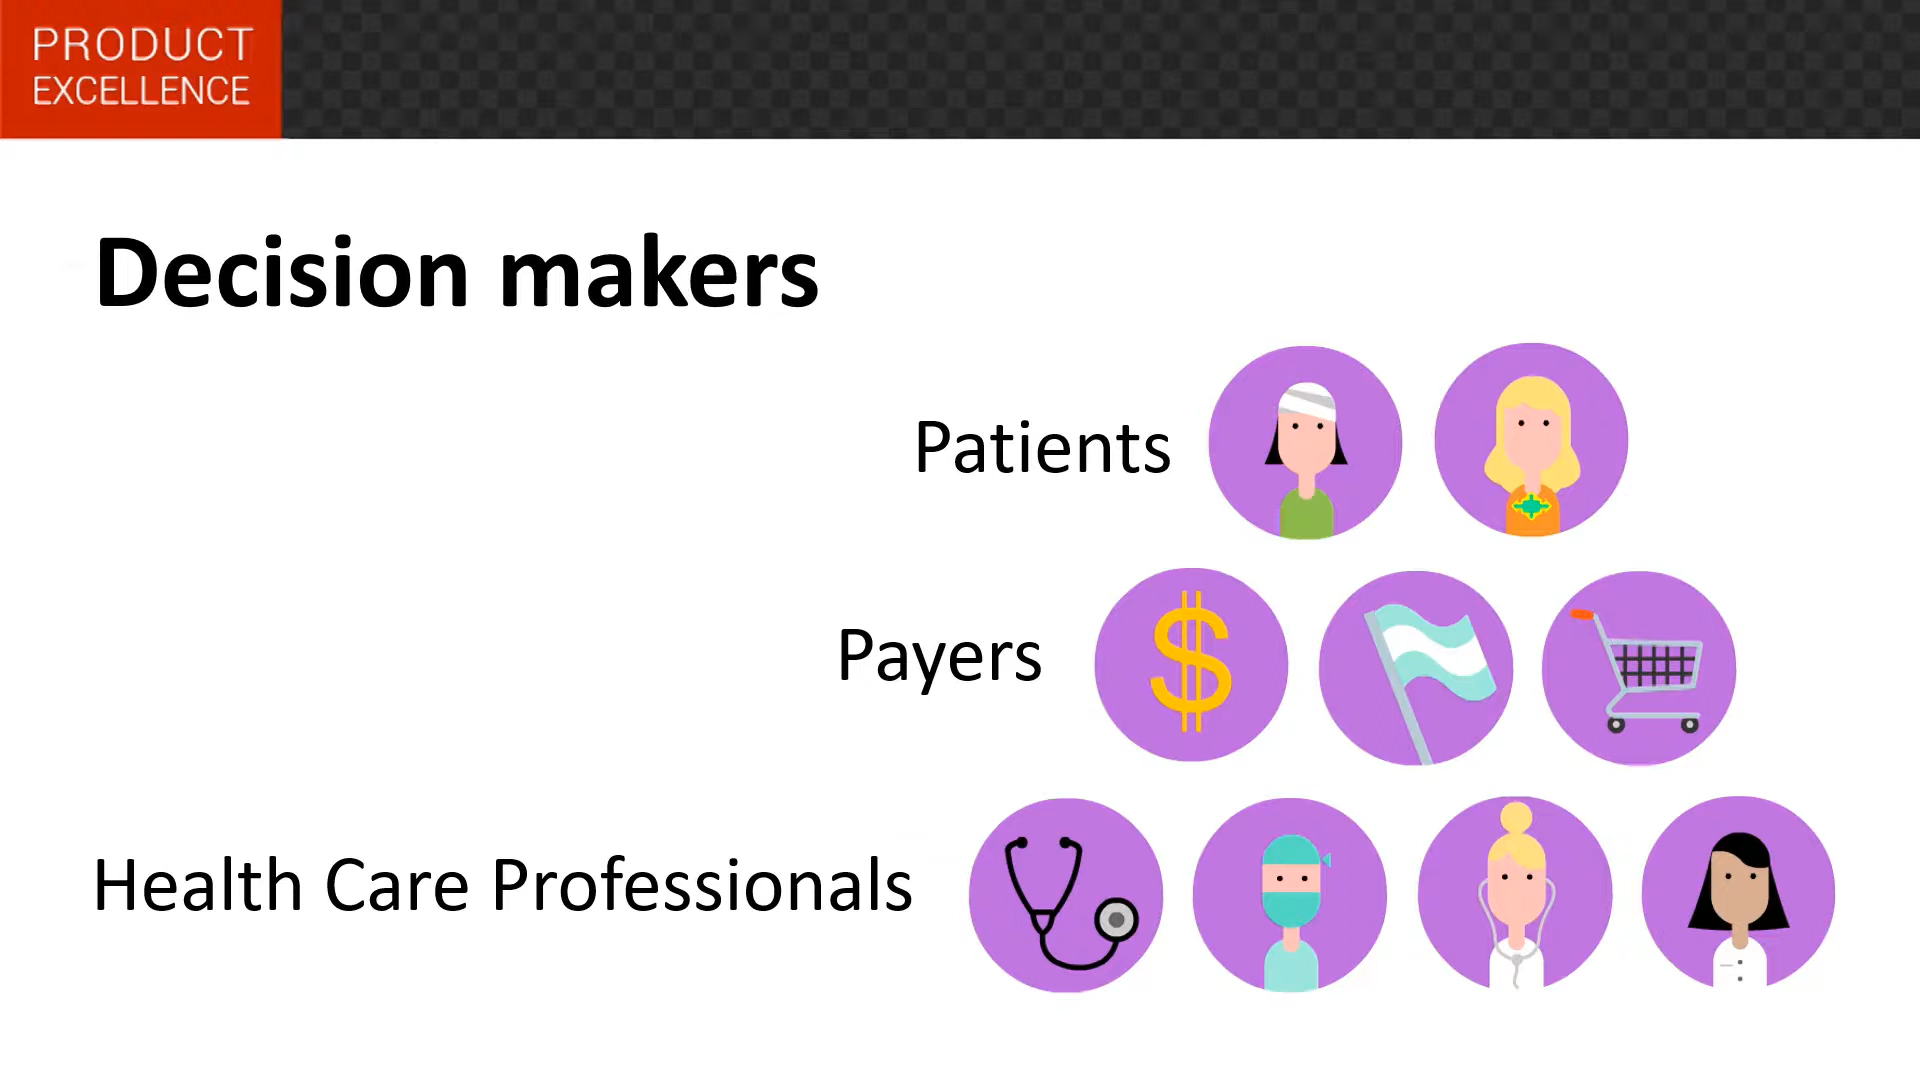 PRODUCT
EXCELLENCE
Decision makers
Patients
Payers
Health Care Professionals